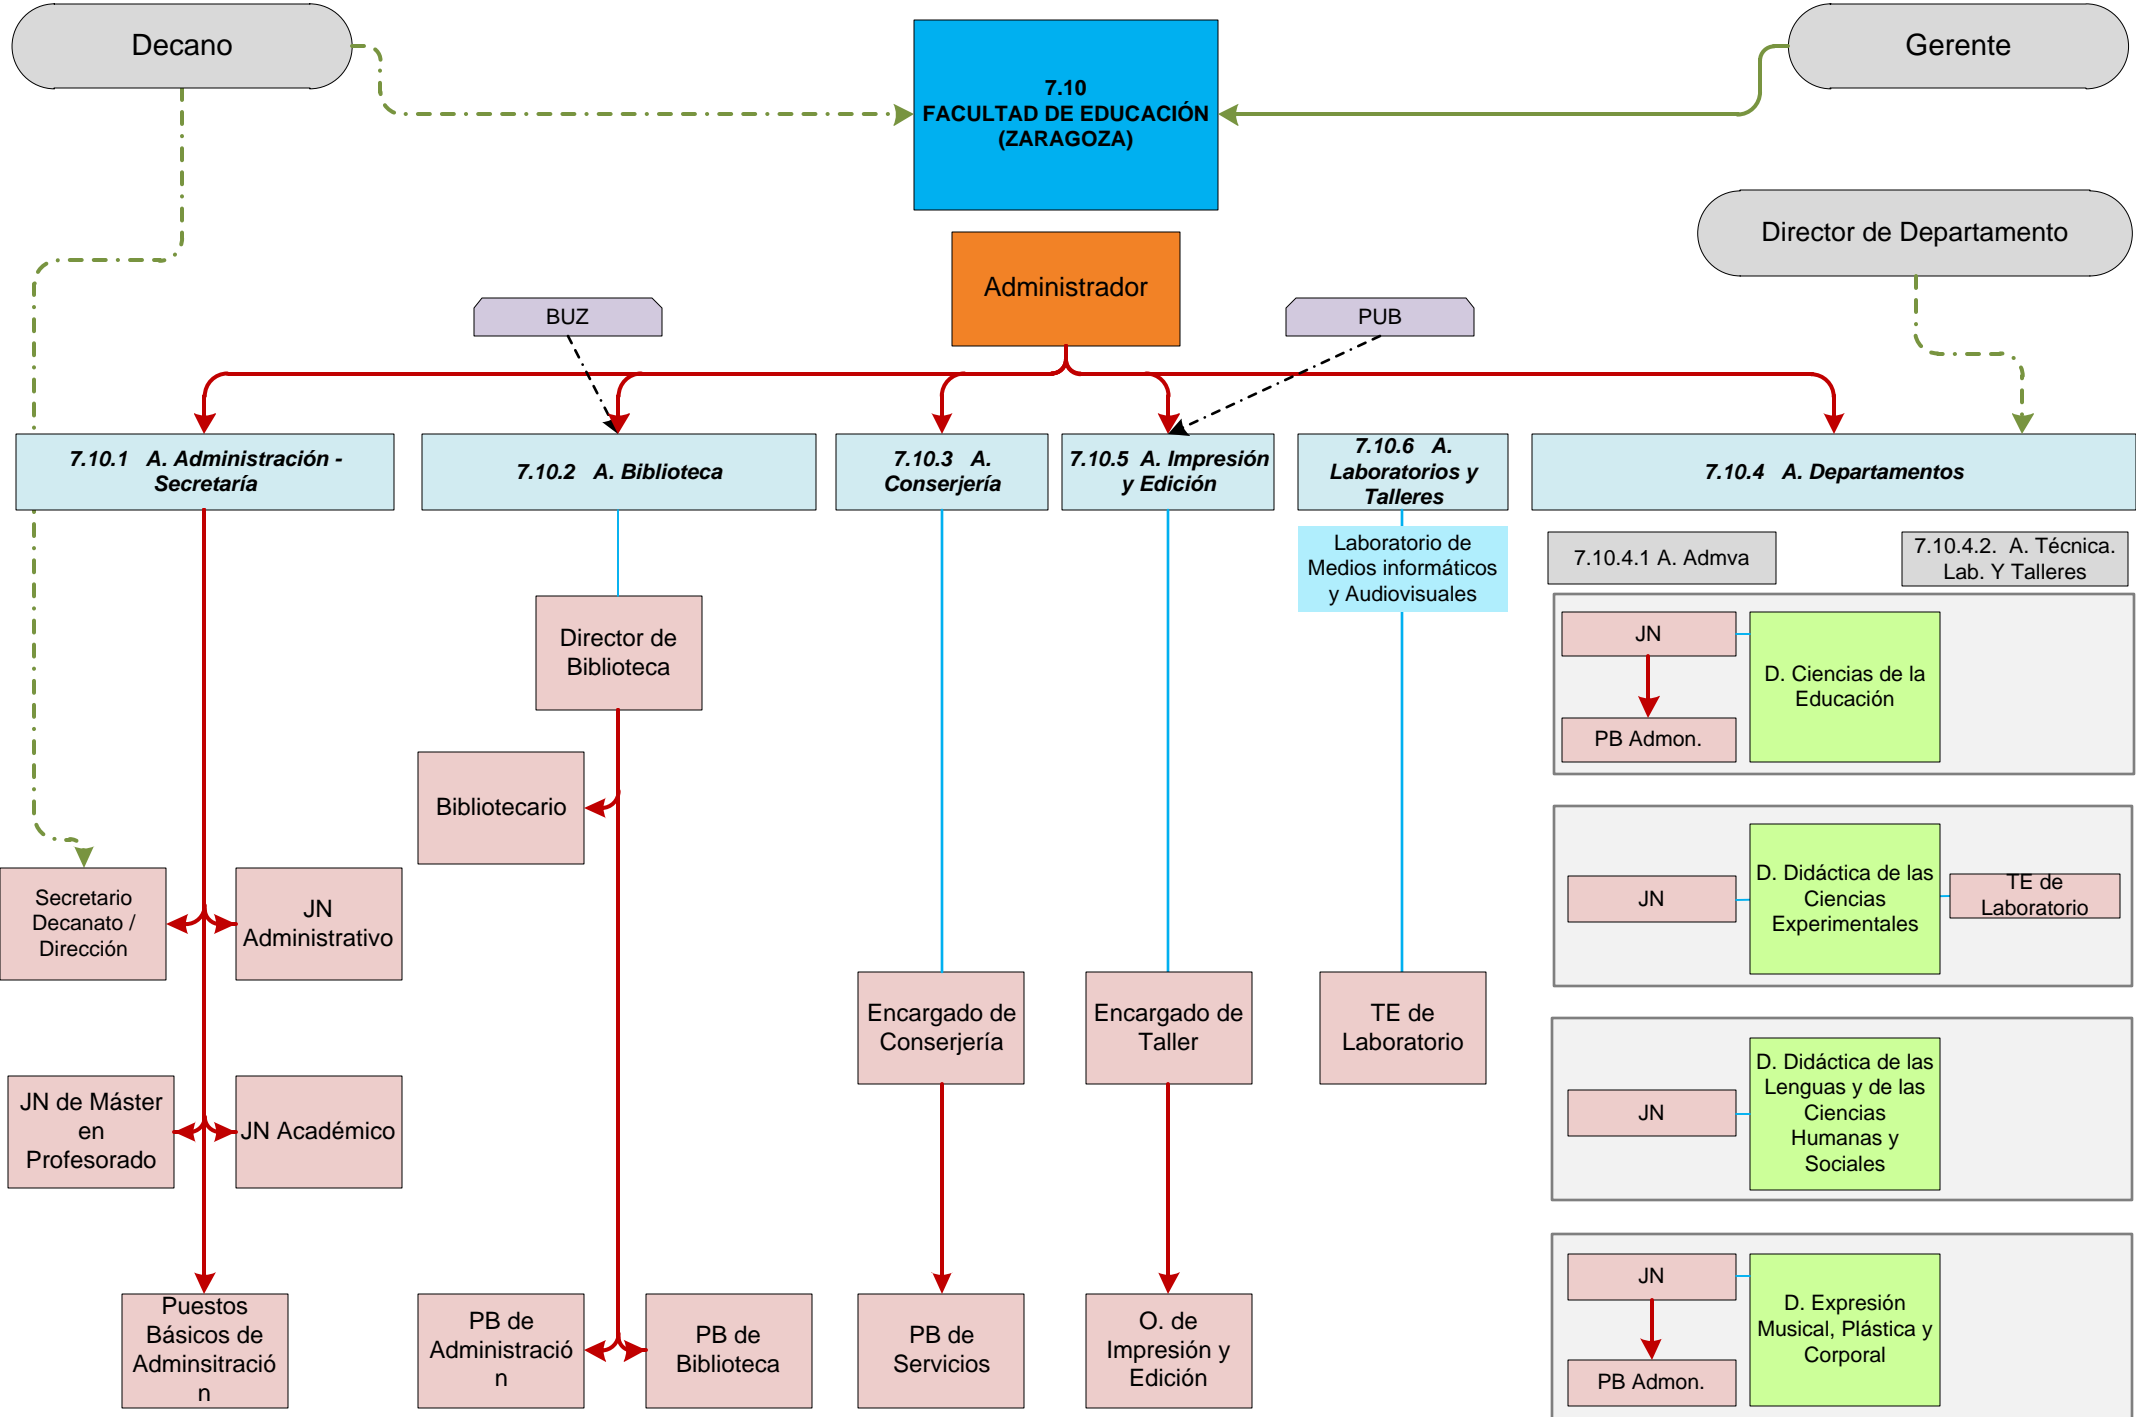 Decano
7.10
FACULTAD DE EDUCACIÓN
(ZARAGOZA)
Gerente
Director de Departamento
Administrador
BUZ
PUB
7.10.1 A. Administración -
Secretaría
7.10.2 A. Biblioteca
7.10.3 A.
Conserjería
7.10.5 A. Impresión
y Edición
7.10.6 A.
Laboratorios y
Talleres
7.10.4 A. Departamentos
Laboratorio de
Medios informáticos
y Audiovisuales
7.10.4.1 A. Admva
7.10.4.2. A. Técnica.
Lab. Y Talleres
Director de
Biblioteca
JN
D. Ciencias de la
Educación
PB Admon.
Bibliotecario
Secretario
Decanato /
Dirección
JN
Administrativo
JN
D. Didáctica de las
Ciencias
Experimentales
TE de
Laboratorio
Encargado de
Conserjería
Encargado de
Taller
TE de
Laboratorio
JN de Máster
en
Profesorado
JN Académico
JN
D. Didáctica de las
Lenguas y de las
Ciencias
Humanas y
Sociales
Puestos
Básicos de
Adminsitració
n
PB de
Administració
n
PB de
Biblioteca
PB de
Servicios
O. de
Impresión y
Edición
JN
D. Expresión
Musical, Plástica y
Corporal
PB Admon.